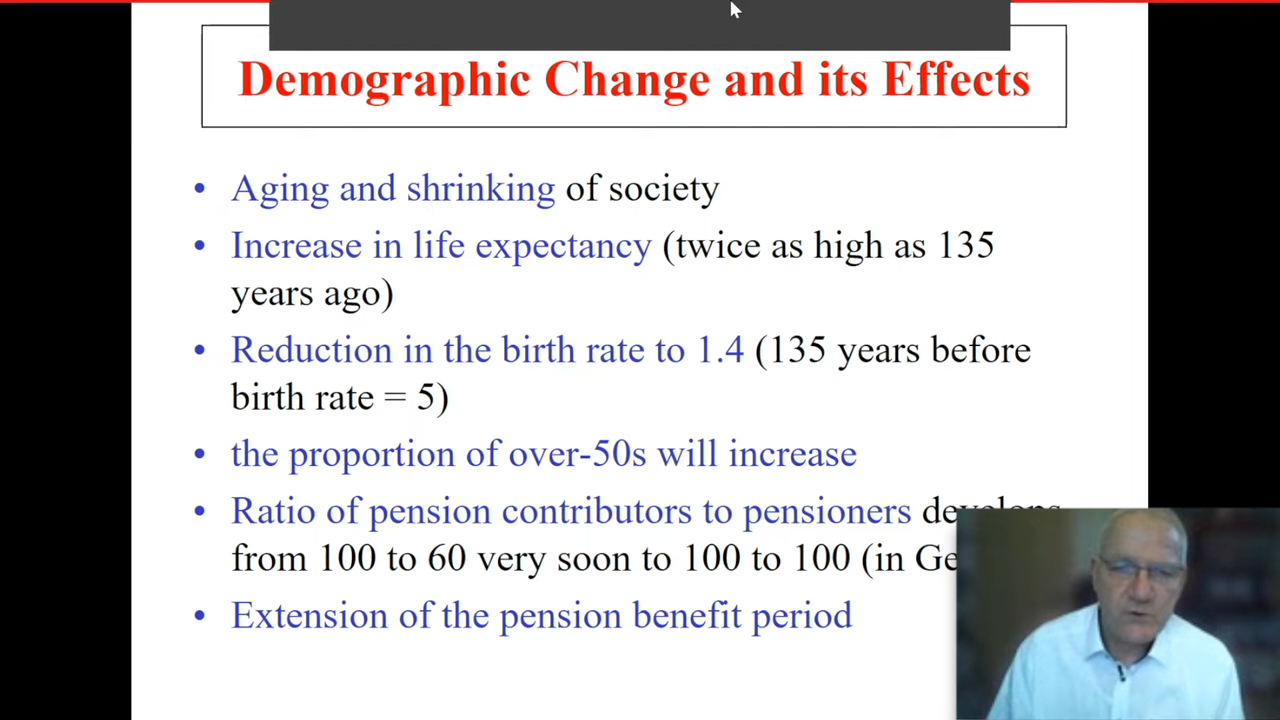 Demographic Change and its Effects
• Aging and shrinking of society
• Increase in life expectancy (twice as high as 135
years ago)
• Reduction in the birth rate to 1.4 (135 years before
birth rate = 5)
• the proportion of over-50s will increase
• Ratio of pension contributors to pensioners develops
from 100 to 60 very soon to 100 to 100 (in Ge
• Extension of the pension benefit period